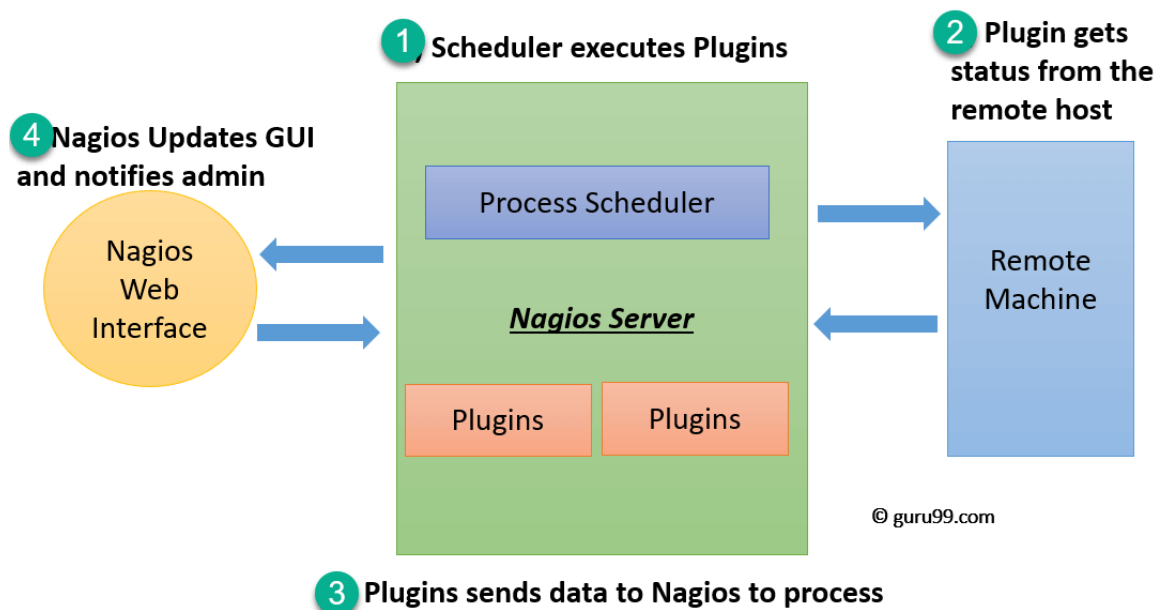 1 Scheduler executes Plugins
2 Plugin gets
status from the
remote host
4 Nagios Updates GUI
and notifies admin
Process Scheduler
Nagios
Web
Interface
Nagios Server
Remote
Machine
Plugins
Plugins
© guru99.com
3 Plugins sends data to Nagios to process